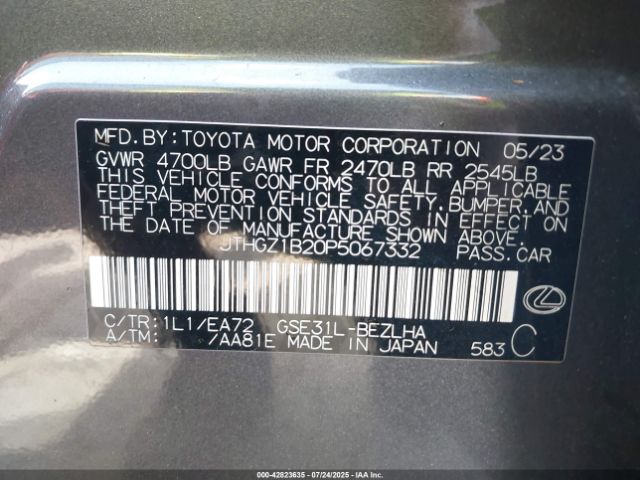 MFD.BY:TOYOTA MOTOR CORPORATION 05/23
GVWR 4700LB GAWR FR 2470LB RR 2545LB
THIS VEHICLE CONFORMS TO ALL APPLICABLE
FEDERAL MOTOR VEHICLE SAFETY,BUMPER,AND
THEFT PREVENTION STANDARDS IN EFFECT ON
THE DATE OF MANUFACTURE SHOWN ABOVE.
JTHGZ1B20P5067332 PASS.CAR
C/TR:1L1/EA72 GSE31L-BEZLHA
A/TM: /AA81E MADE IN JAPAN 583 C
000-42823635 | 07/24/2025 | IAAI.com